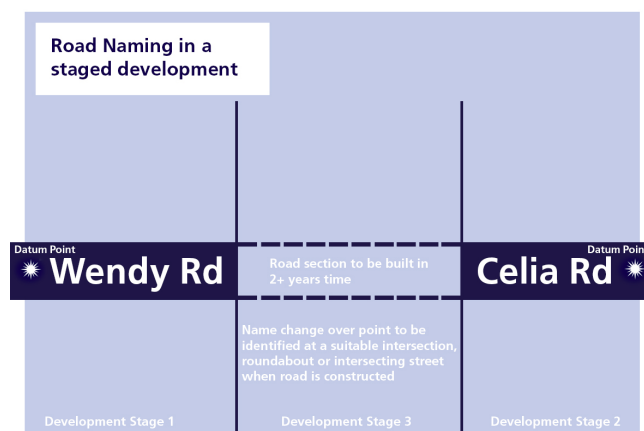 Road Naming in a
staged development
Datum Point
Wendy Rd
Road section to be built in
2+ years time
Datum Poin
Celia Rd
Name change over point to be
identified at a suitable intersection,
roundabout or intersecting street
when road is constructed
Development Stage 1
Development Stage 3
Development Stage 2